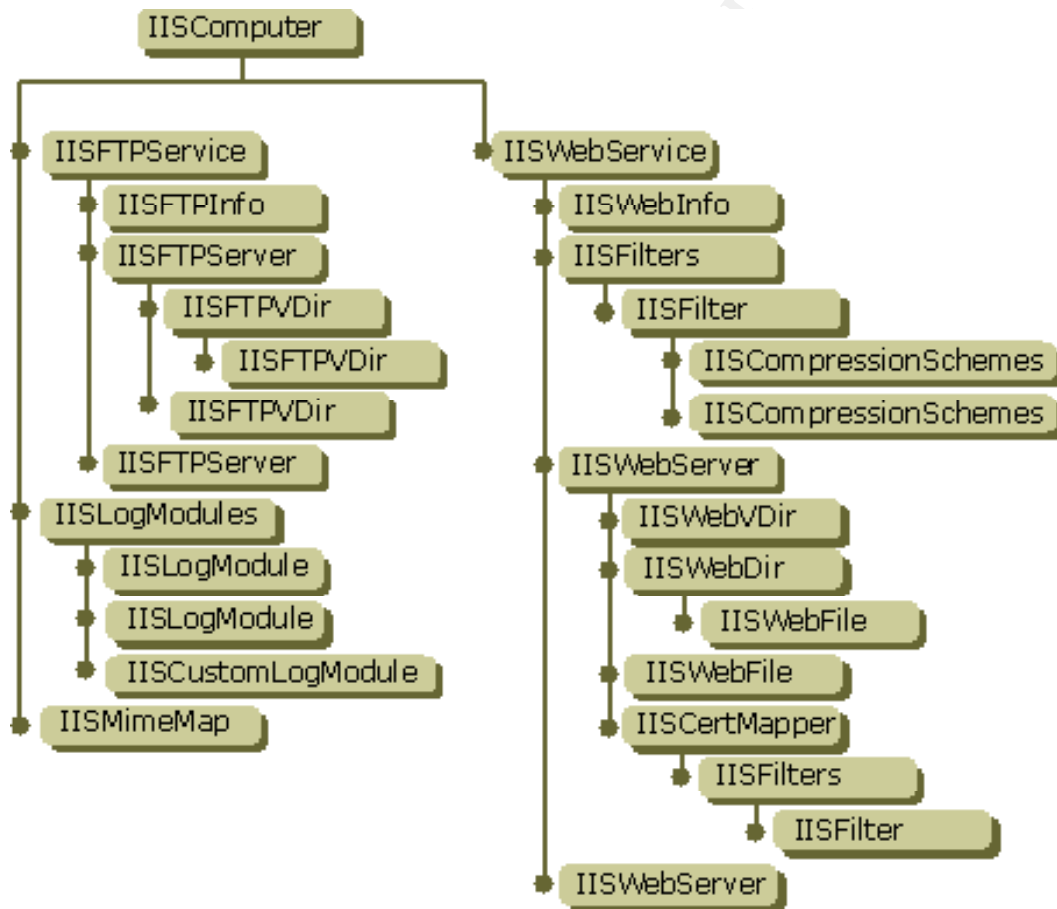 IISComputer
IISFTPService
IISFTPInfo
IISFTPServer
IISFTPVDir
IISFTPVDir
IISFTPVDir
IISFTPServer
IISLogModules
IISLogModule
IISLogModule
IISCustomLogModule
IISMimeMap
IISWebService
IISWebInfo
IISFilters
IISFilter
IISCompressionSchemes
IISCompressionSchemes
IISWebServer
IISWebVDir
IISWebDir
IISWebFile
IISWebFile
IISCertMapper
IISFilters
IISFilter
IISWebServer